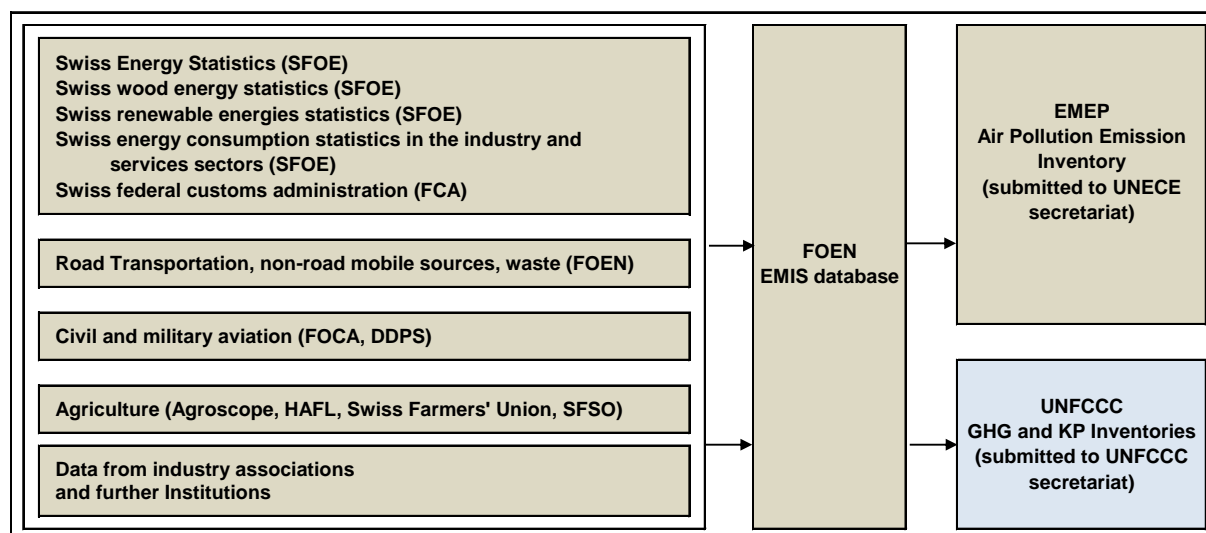 Swiss Energy Statistics (SFOE)
Swiss wood energy statistics (SFOE)
Swiss renewable energies statistics (SFOE)
Swiss energy consumption statistics in the industry and
services sectors (SFOE)
Swiss federal customs administration (FCA)
Road Transportation, non-road mobile sources, waste (FOEN)
Civil and military aviation (FOCA, DDPS)
Agriculture (Agroscope, HAFL, Swiss Farmers' Union, SFSO)
Data from industry associations
and further Institutions
FOEN
EMIS database
EMEP
Air Pollution Emission
Inventory
(submitted to UNECE
secretariat)
UNFCCC
GHG and KP Inventories
(submitted to UNFCCC
secretariat)